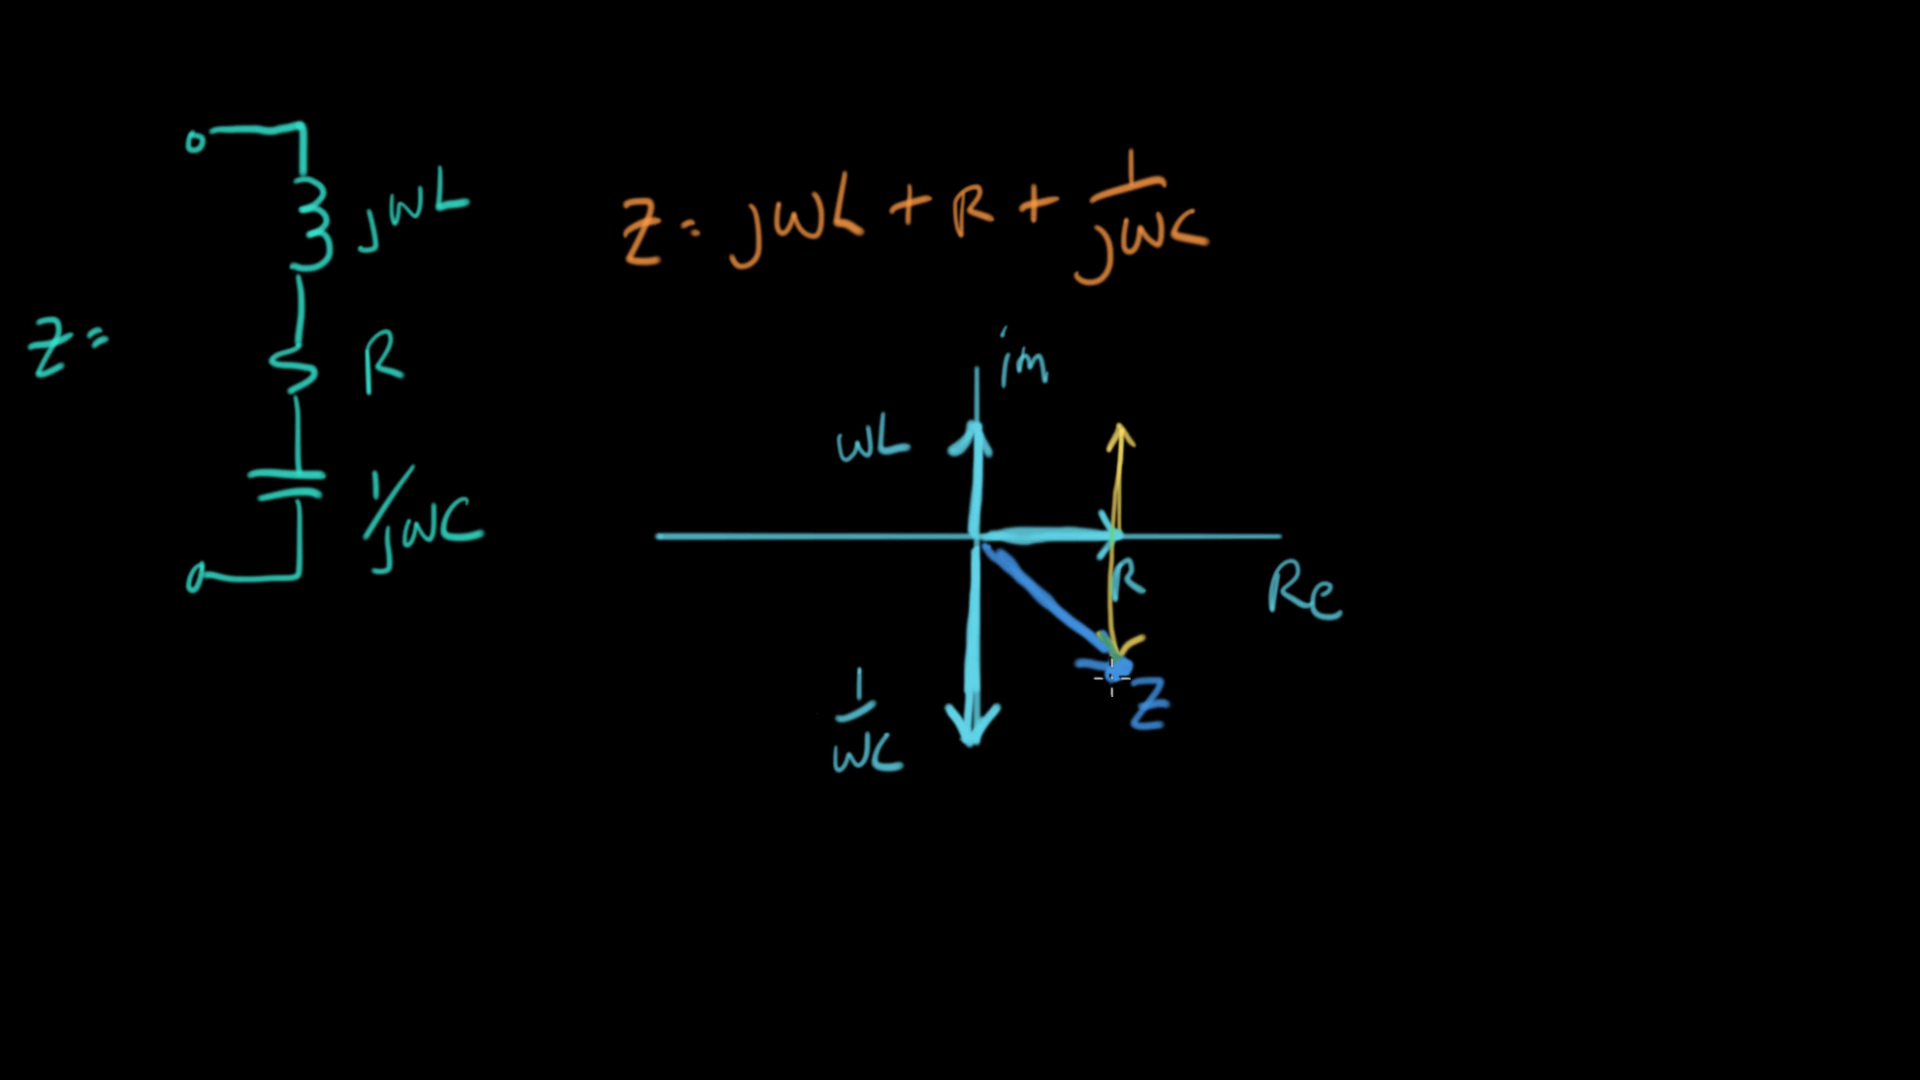 jωL
Z =
R
1/jωC
Z = jωL + R + 1/jωC
im
ωL
R
Re
1/ωC
Z